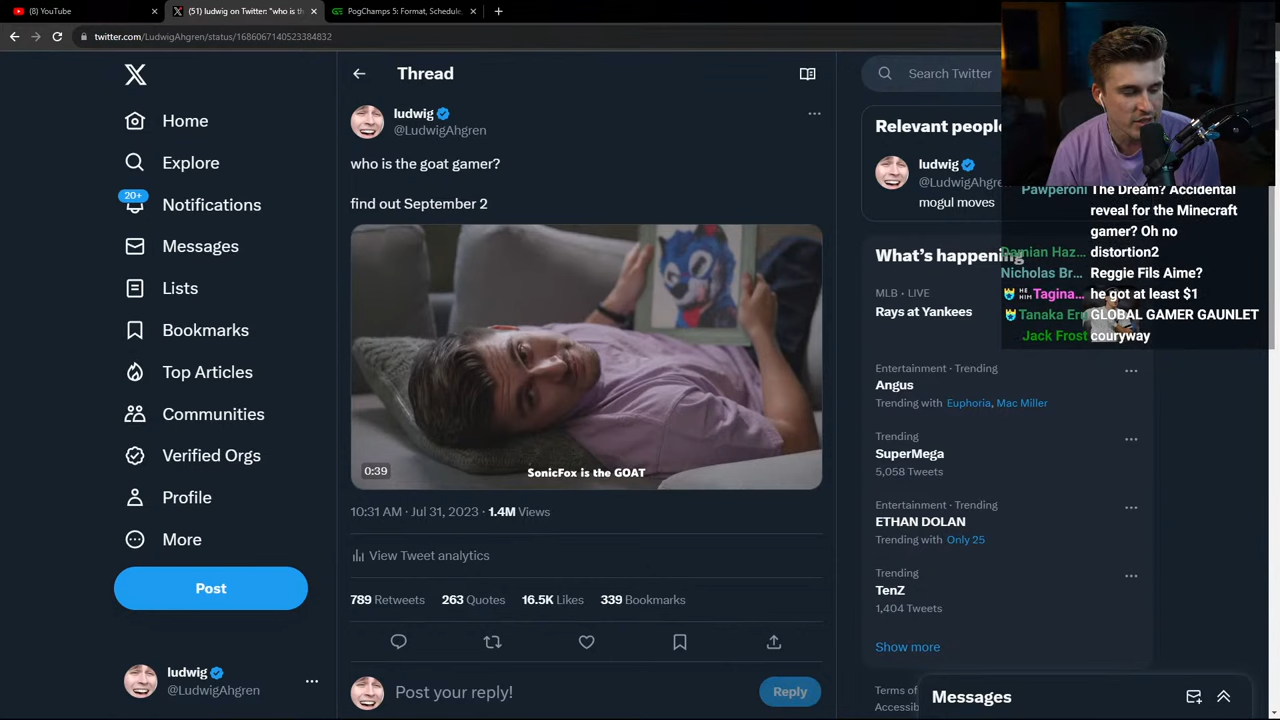 (8) YouTube
(51) ludwig on Twitter: "who is th
PogChamps 5: Format, Schedule,
twitter.com/LudwigAhgren/status/1686067140523384832
Home
Explore
20+
Notifications
Messages
Lists
Bookmarks
Top Articles
Communities
Verified Orgs
Profile
More
Post
ludwig
@LudwigAhgren
Thread
ludwig
@LudwigAhgren
who is the goat gamer?
find out September 2
0:39
SonicFox is the GOAT
10:31 AM · Jul 31, 2023 · 1.4M Views
View Tweet analytics
789 Retweets 263 Quotes 16.5K Likes 339 Bookmarks
Post your reply!
Reply
Search Twitter
Relevant people
ludwig
@LudwigAhgre
mogul moves
What's happening
MLB · LIVE
Rays at Yankees
Entertainment · Trending
Angus
Trending with Euphoria, Mac Miller
Trending
SuperMega
5,058 Tweets
Entertainment · Trending
ETHAN DOLAN
Trending with Only 25
Trending
TenZ
1,404 Tweets
Show more
Terms of
Accessib
Messages
Pawperoni The Dream? Accidental
reveal for the Minecraft
gamer? Oh no
Damian Haz... distortion2
Nicholas Br... Reggie Fils Aime?
HE HIM Tagina... he got at least $1
Tanaka Err GLOBAL GAMER GAUNLET
Jack Frost couryway